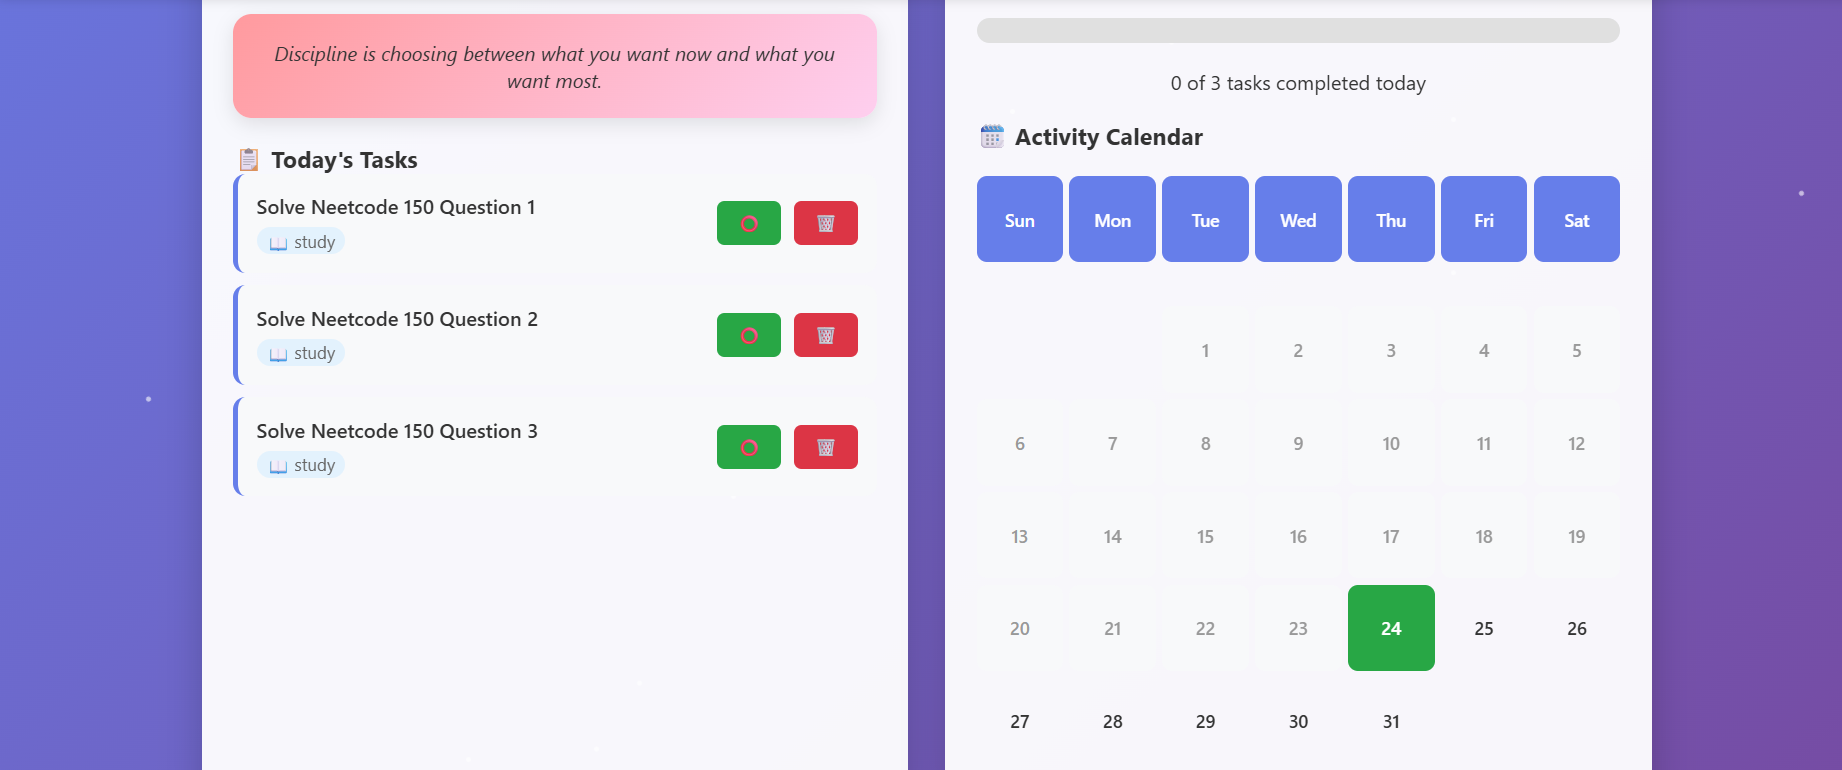 Discipline is choosing between what you want now and what you
want most.
Today's Tasks
Solve Neetcode 150 Question 1
study
Solve Neetcode 150 Question 2
study
Solve Neetcode 150 Question 3
study
0 of 3 tasks completed today
Activity Calendar
Sun Mon Tue Wed Thu Fri Sat
1 2 3 4 5
6 7 8 9 10 11 12
13 14 15 16 17 18 19
20 21 22 23 24 25 26
27 28 29 30 31